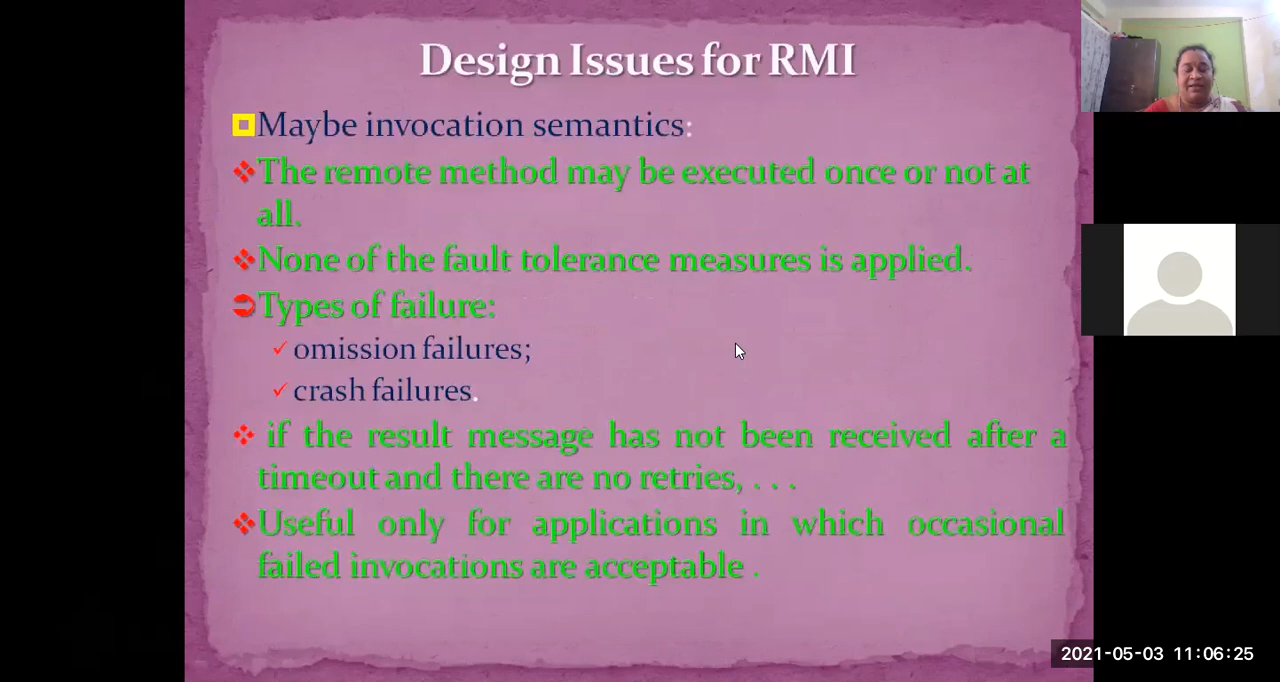 Design Issues for RMI
Maybe invocation semantics:
The remote method may be executed once or not at
all.
None of the fault tolerance measures is applied.
Types of failure:
omission failures;
crash failures.
if the result message has not been received after a
timeout and there are no retries, . . .
Useful only for applications in which occasional
failed invocations are acceptable .
2021-05-03 11:06:25